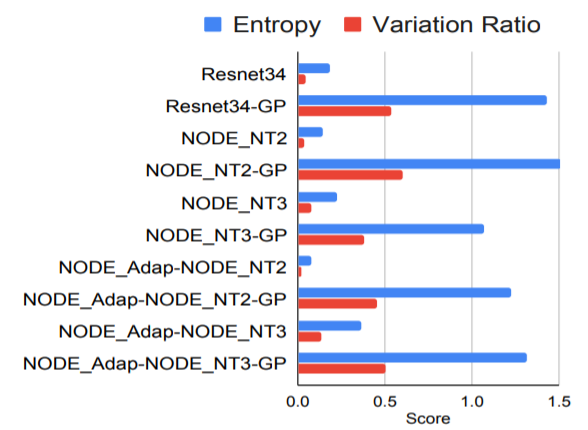 Entropy Variation Ratio
Resnet34
Resnet34-GP
NODE_NT2
NODE_NT2-GP
NODE_NT3
NODE_NT3-GP
NODE_Adap-NODE_NT2
NODE_Adap-NODE_NT2-GP
NODE_Adap-NODE_NT3
NODE_Adap-NODE_NT3-GP
0.0 0.5 1.0 1.5
Score